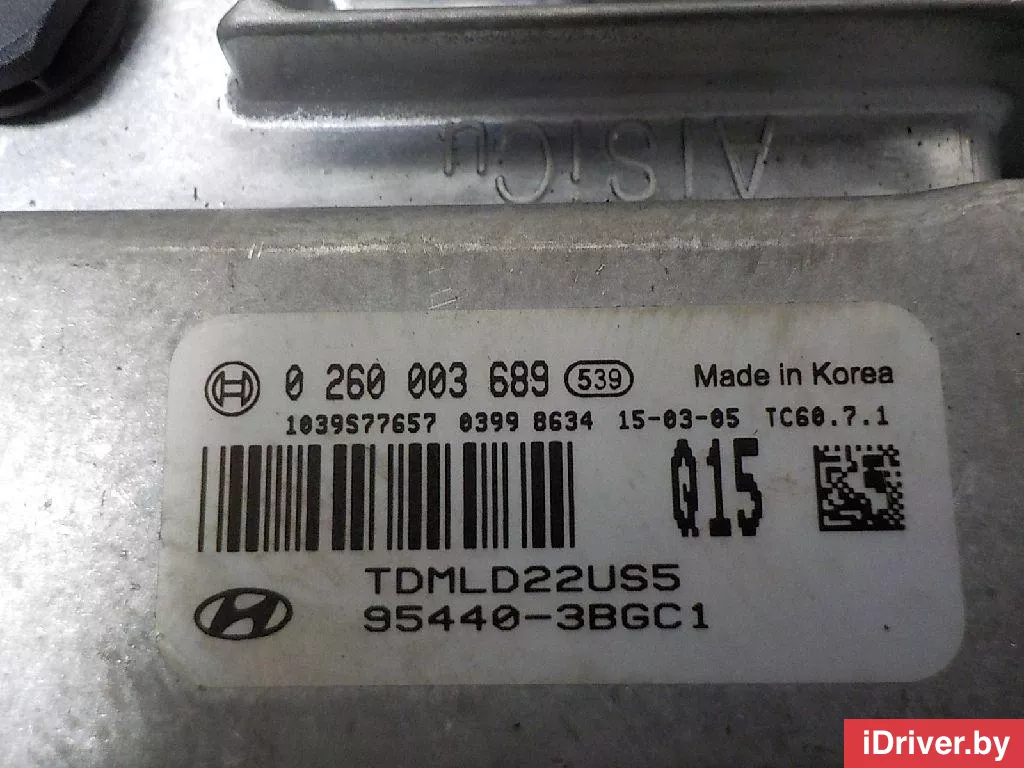 0 260 003 689 539 Made in Korea
1039S77657 0399 8634 15-03-05 TC60.7.1
Q15
TDMLD22US5
95440-3BGC1
iDriver.by